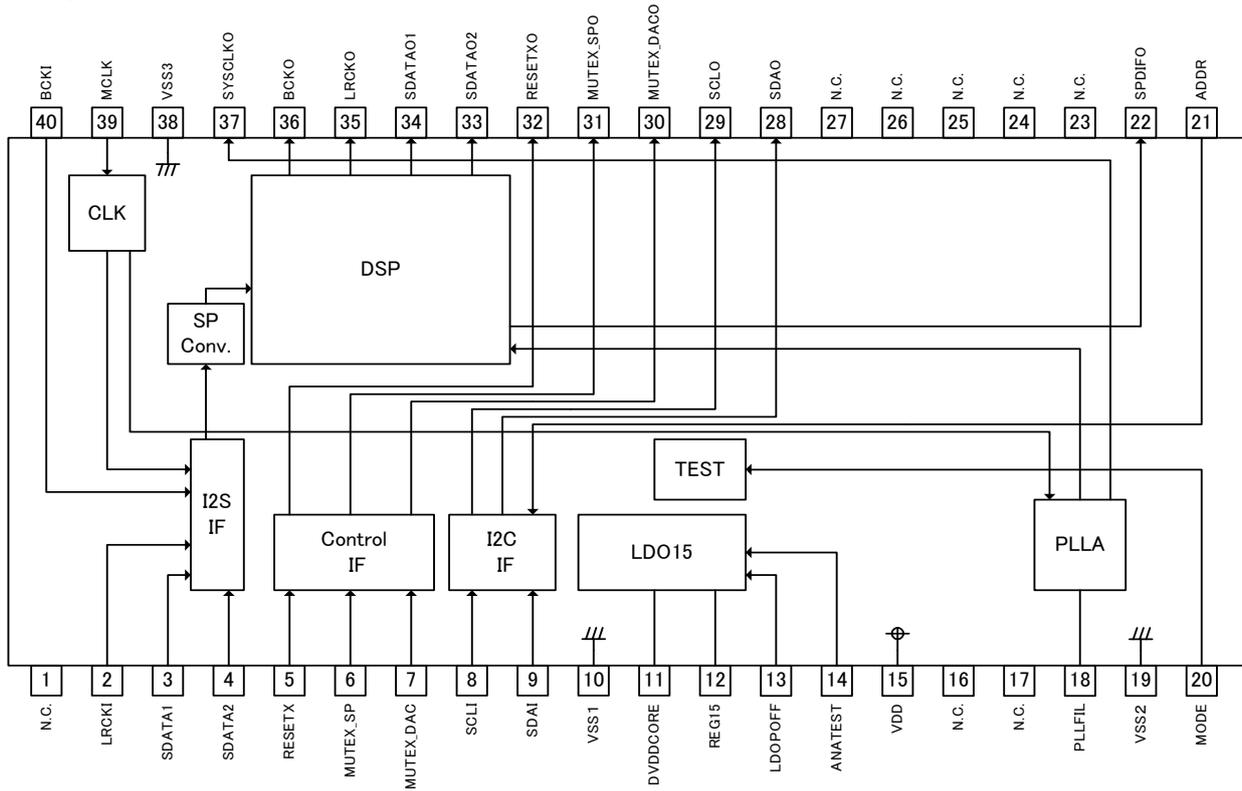 BCKI
MCLK
VSS3
SYSCLKO
BCKO
LRCKO
SDATAO1
SDATAO2
RESETXO
MUTEX_SPO
MUTEX_DACO
SCLO
SDAO
N.C.
N.C.
N.C.
N.C.
N.C.
SPDIFO
ADDR
40
39
38
37
36
35
34
33
32
31
30
29
28
27
26
25
24
23
22
21
CLK
DSP
SP
Conv.
I2S
IF
Control
IF
I2C
IF
TEST
LDO15
PLLA
1
2
3
4
5
6
7
8
9
10
11
12
13
14
15
16
17
18
19
20
N.C.
LRCKI
SDATA1
SDATA2
RESETX
MUTEX_SP
MUTEX_DAC
SCLI
SDAI
VSS1
DVDDCORE
REG15
LDOPOFF
ANATEST
VDD
N.C.
N.C.
PLLFIL
VSS2
MODE